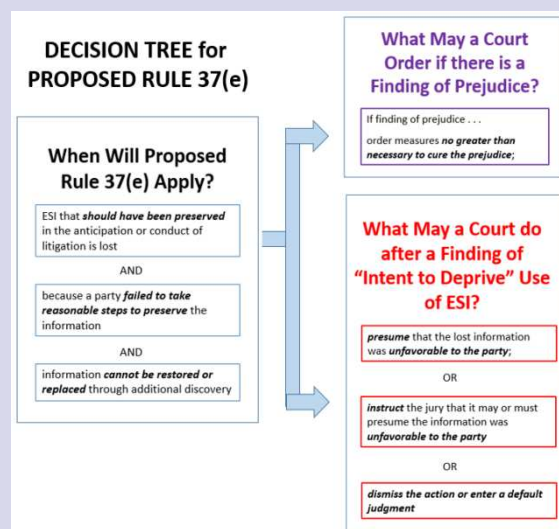 DECISION TREE for
PROPOSED RULE 37(e)
When Will Proposed
Rule 37(e) Apply?
ESI that should have been preserved
in the anticipation or conduct of
litigation is lost
AND
because a party failed to take
reasonable steps to preserve the
information
AND
information cannot be restored or
replaced through additional discovery
What May a Court
Order if there is a
Finding of Prejudice?
If finding of prejudice . . .
order measures no greater than
necessary to cure the prejudice;
What May a Court do
after a Finding of
“Intent to Deprive” Use
of ESI?
presume that the lost information
was unfavorable to the party;
OR
instruct the jury that it may or must
presume the information was
unfavorable to the party
OR
dismiss the action or enter a default
judgment